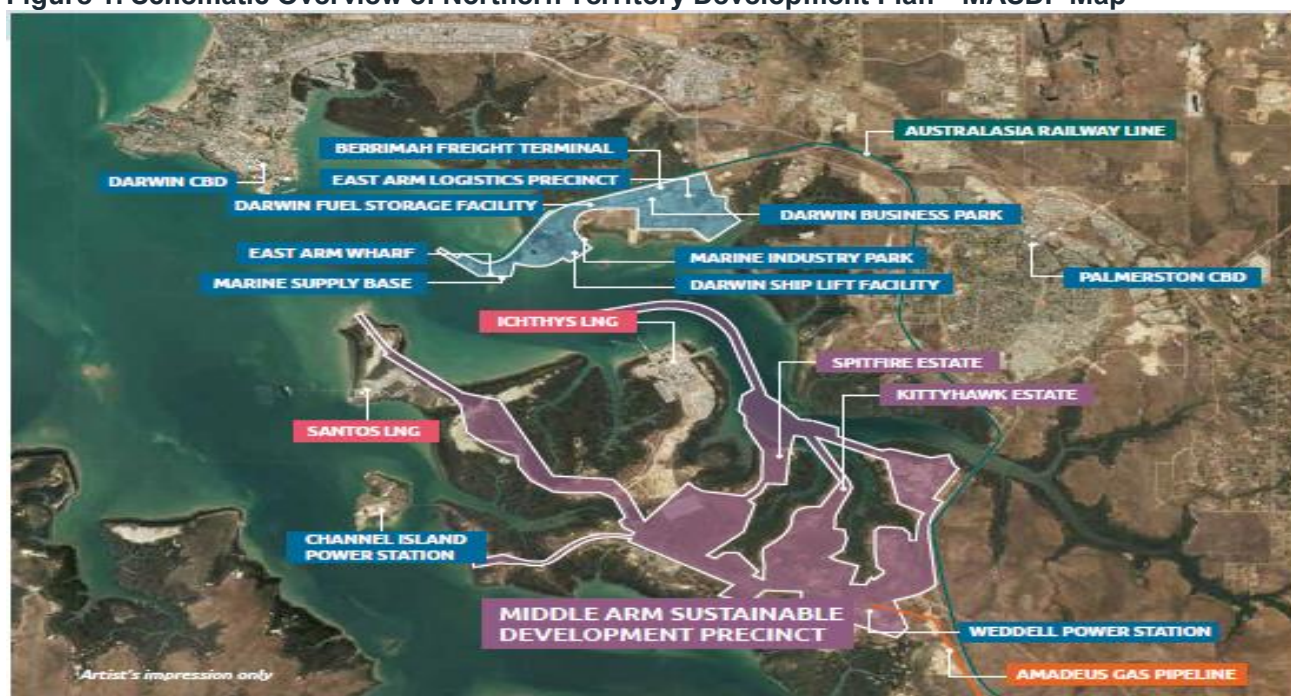 AUSTRALASIA RAILWAY LINE
BERRIMAH FREIGHT TERMINAL
DARWIN CBD
EAST ARM LOGISTICS PRECINCT
DARWIN FUEL STORAGE FACILITY
DARWIN BUSINESS PARK
EAST ARM WHARF
MARINE INDUSTRY PARK
PALMERSTON CBD
MARINE SUPPLY BASE
DARWIN SHIP LIFT FACILITY
ICHTHYS LNG
SPITFIRE ESTATE
KITTYHAWK ESTATE
SANTOS LNG
CHANNEL ISLAND
POWER STATION
MIDDLE ARM SUSTAINABLE
DEVELOPMENT PRECINCT
WEDDELL POWER STATION
AMADEUS GAS PIPELINE
*Artist's impression only